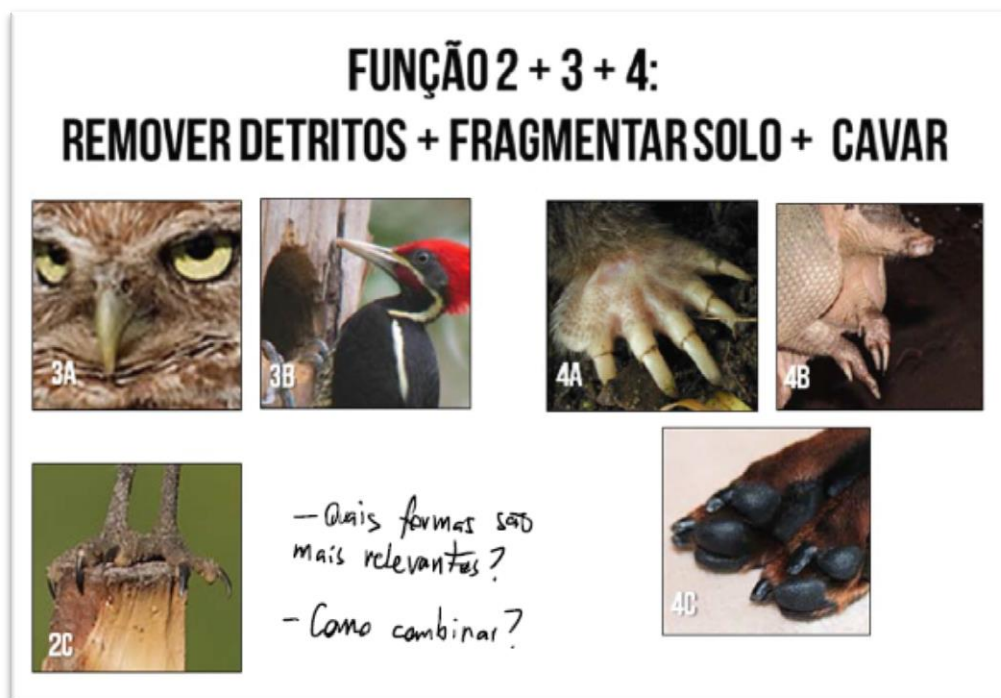 FUNÇÃO 2 + 3 + 4:
REMOVER DETRITOS + FRAGMENTAR SOLO + CAVAR
3A
3B
4A
4B
2C
- Quais formas são
mais relevantes?
- Como combinar?
4C